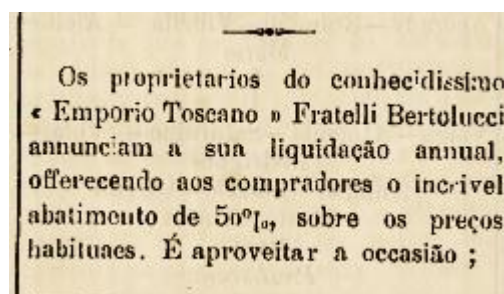 Os proprietarios do conhecidissimo
« Emporio Toscano » Fratelli Bertolucci
annunciam a sua liquidação annual,
offerecendo aos compradores o incrivel
abatimento de 50%, sobre os preços
habituaes. É aproveitar a occasião ;